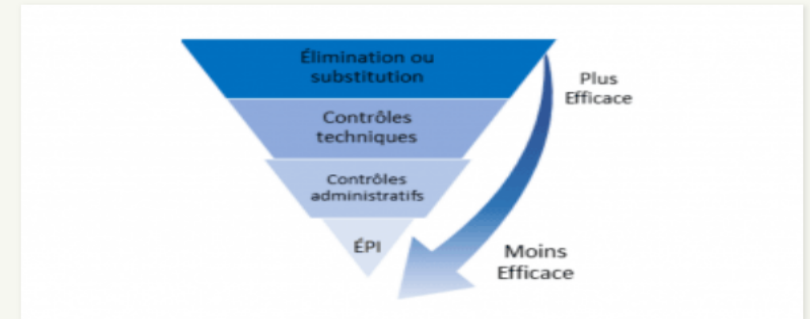 Élimination ou
substitution
Plus
Efficace
Contrôles
techniques
Contrôles
administratifs
ÉPI
Moins
Efficace